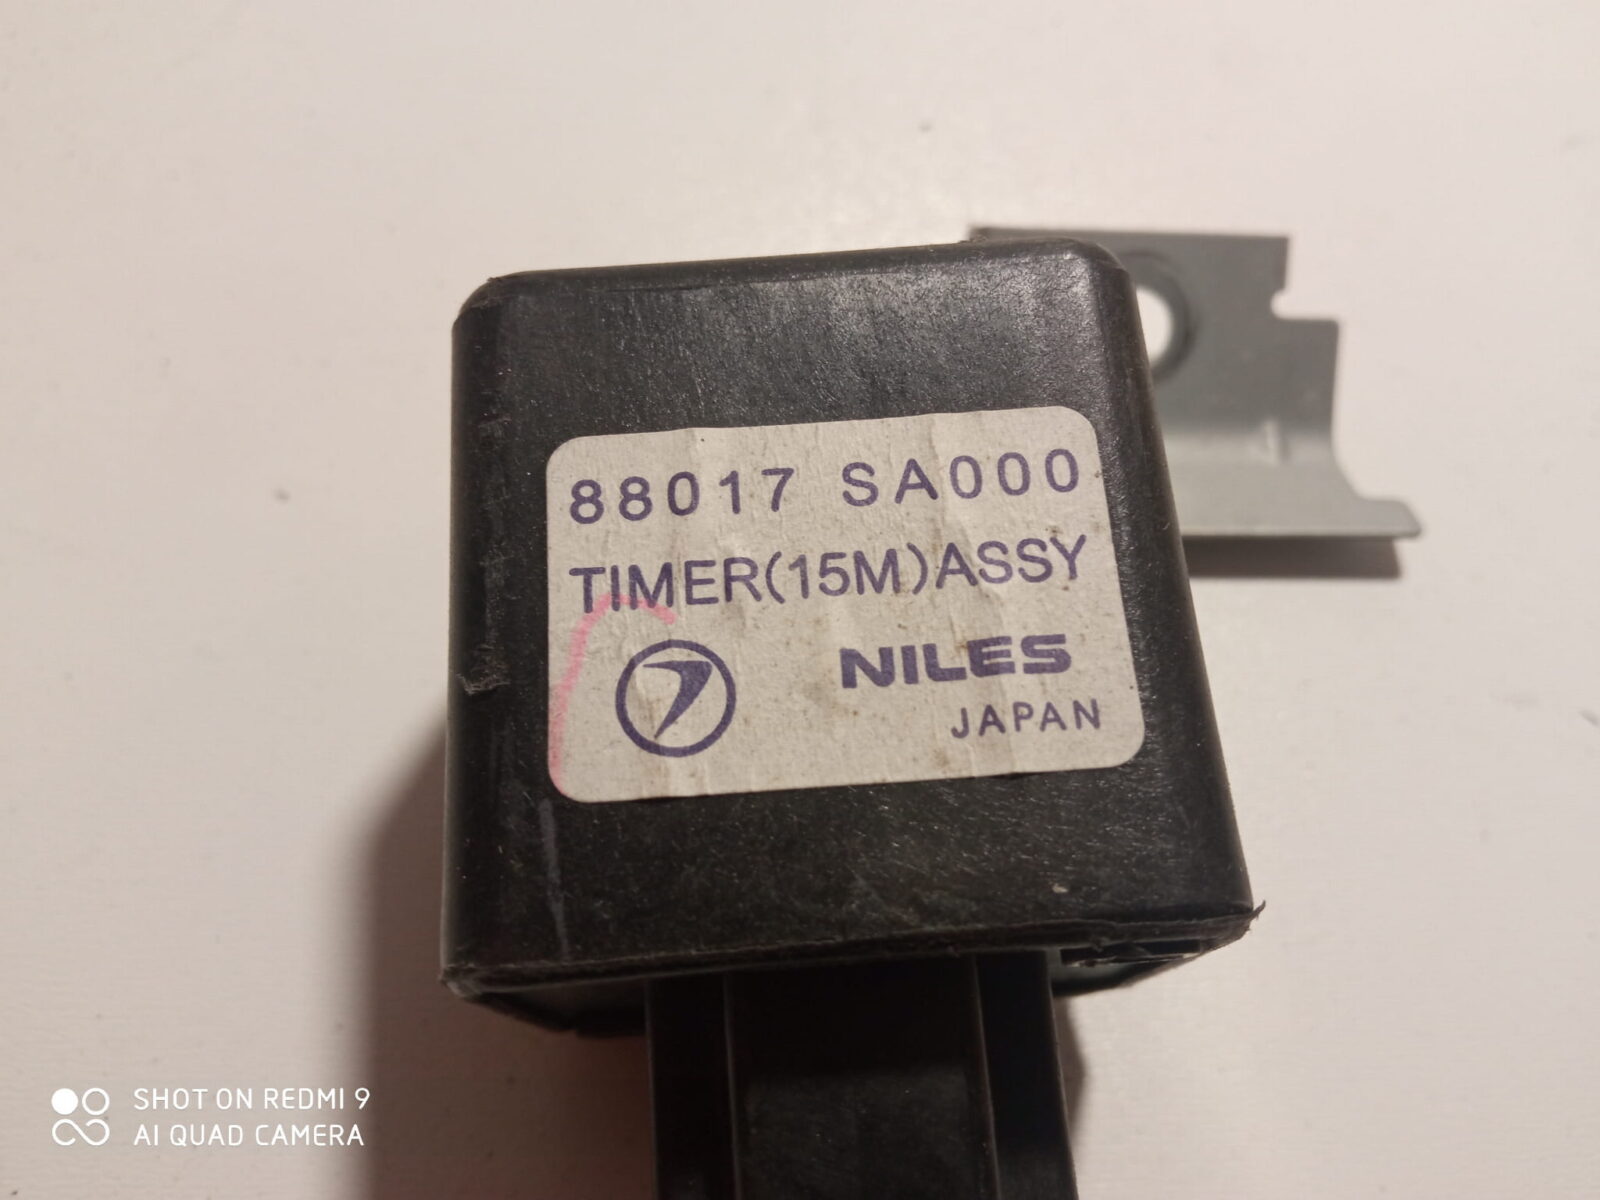 88017 SA000
TIMER(15M)ASSY
NILES
JAPAN
SHOT ON REDMI 9
AI QUAD CAMERA